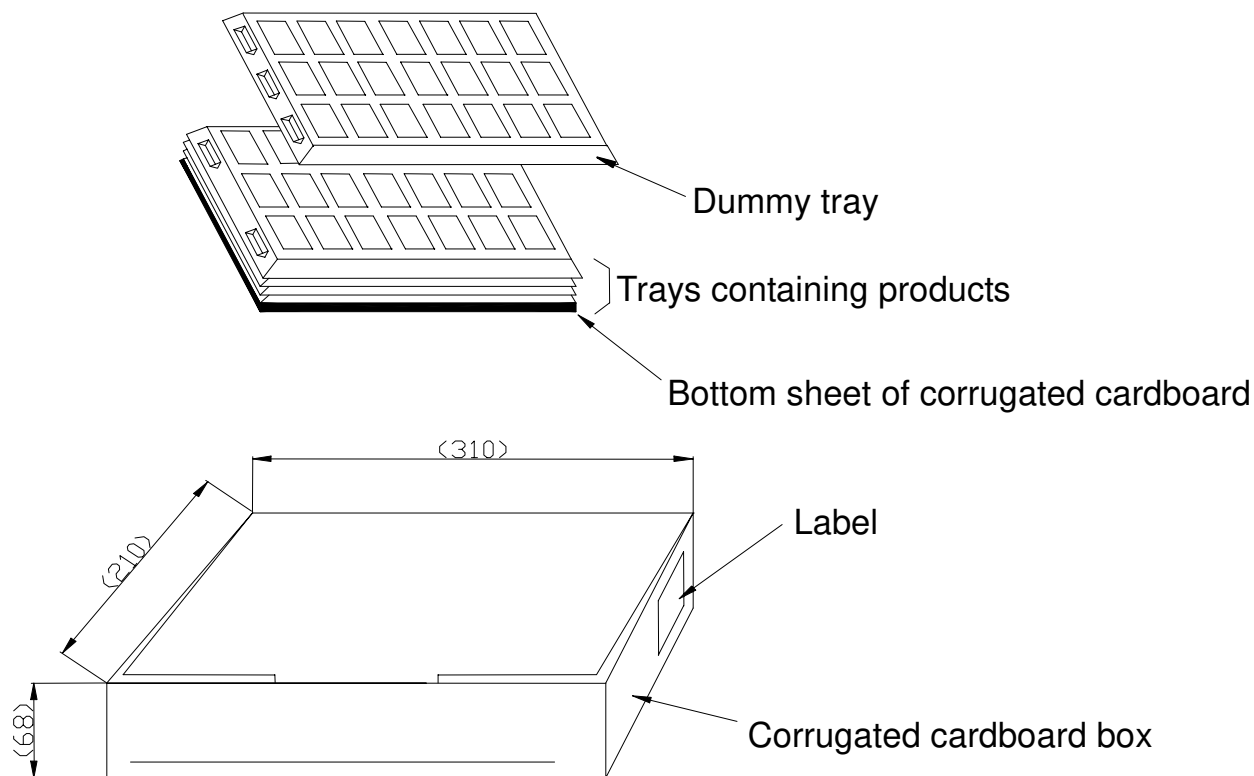 Dummy tray
Trays containing products
Bottom sheet of corrugated cardboard
(310)
Label
(210)
(68)
Corrugated cardboard box